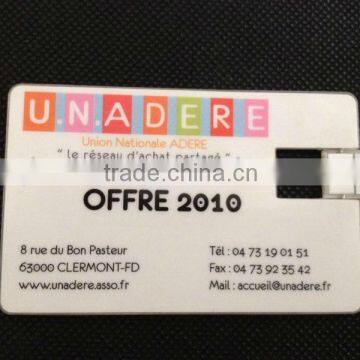 U.N.A D E R E
Union Nationale ADERE
" le réseau d'achat partagé "
trade.china.cn
OFFRE 2010
8 rue du Bon Pasteur
63000 CLERMONT-FD
www.unadere.asso.fr
Tél : 04 73 19 01 51
Fax : 04 73 92 35 42
Mail : accueil@unadere.fr